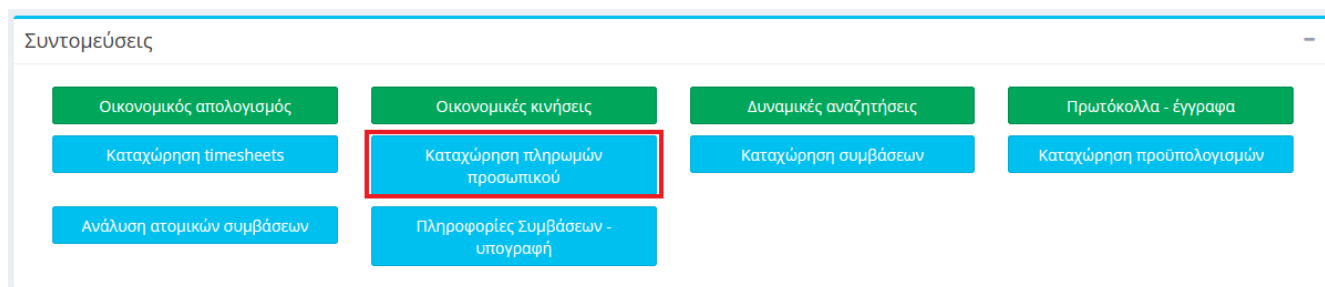 Συντομεύσεις
Οικονομικός απολογισμός
Οικονομικές κινήσεις
Δυναμικές αναζητήσεις
Πρωτόκολλα - έγγραφα
Καταχώρηση timesheets
Καταχώρηση πληρωμών
προσωπικού
Καταχώρηση συμβάσεων
Καταχώρηση προϋπολογισμών
Ανάλυση ατομικών συμβάσεων
Πληροφορίες Συμβάσεων -
υπογραφή